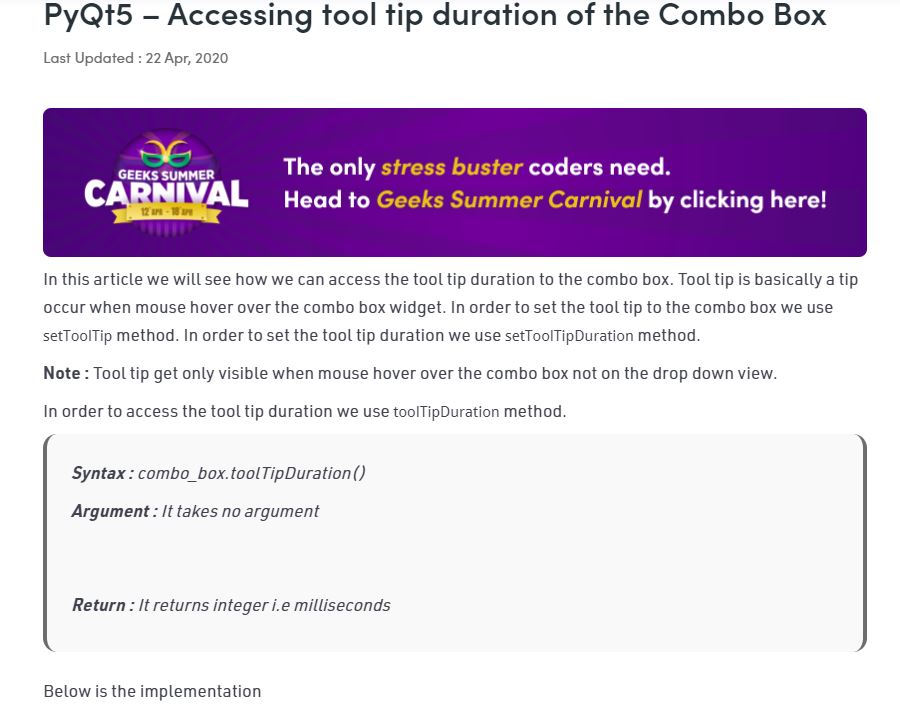 PyQt5 – Accessing tool tip duration of the Combo Box
Last Updated : 22 Apr, 2020
GEEKS SUMMER
CARNIVAL
12 APR - 18 APR
The only stress buster coders need.
Head to Geeks Summer Carnival by clicking here!
In this article we will see how we can access the tool tip duration to the combo box. Tool tip is basically a tip
occur when mouse hover over the combo box widget. In order to set the tool tip to the combo box we use
setToolTip method. In order to set the tool tip duration we use setToolTipDuration method.
Note : Tool tip get only visible when mouse hover over the combo box not on the drop down view.
In order to access the tool tip duration we use toolTipDuration method.
Syntax : combo_box.toolTipDuration()
Argument : It takes no argument
Return : It returns integer i.e milliseconds
Below is the implementation